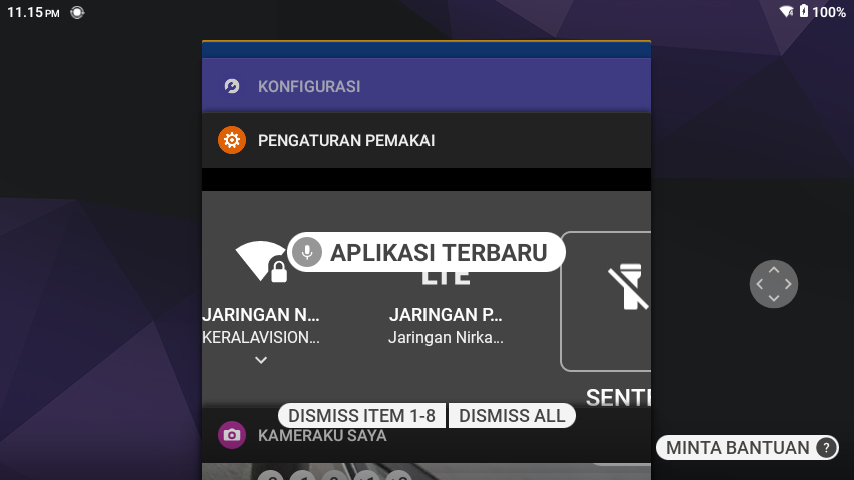 11.15 PM
100%
KONFIGURASI
PENGATURAN PEMAKAI
APLIKASI TERBARU
LTE
JARINGAN N...
JARINGAN P...
KERALAVISION...
Jaringan Nirka...
DISMISS ITEM 1-8
DISMISS ALL
KAMERAKU SAYA
MINTA BANTUAN ?